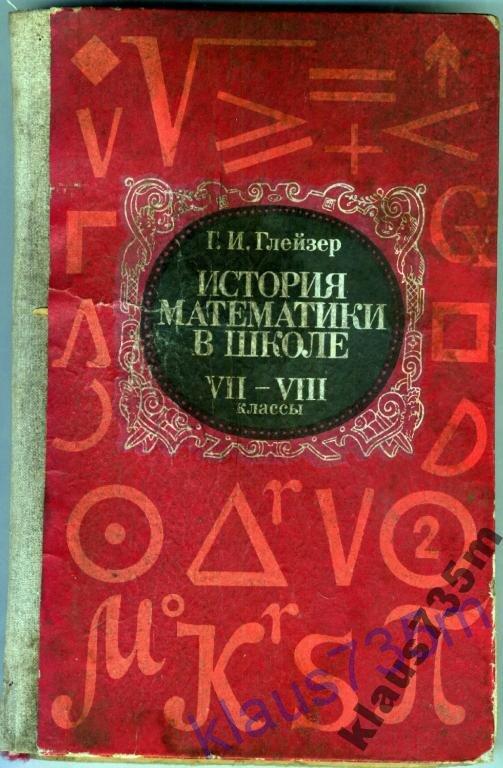 Г. И. Глейзер
ИСТОРИЯ
МАТЕМАТИКИ
В ШКОЛЕ
VII – VIII
классы
klaus735m
klaus735m